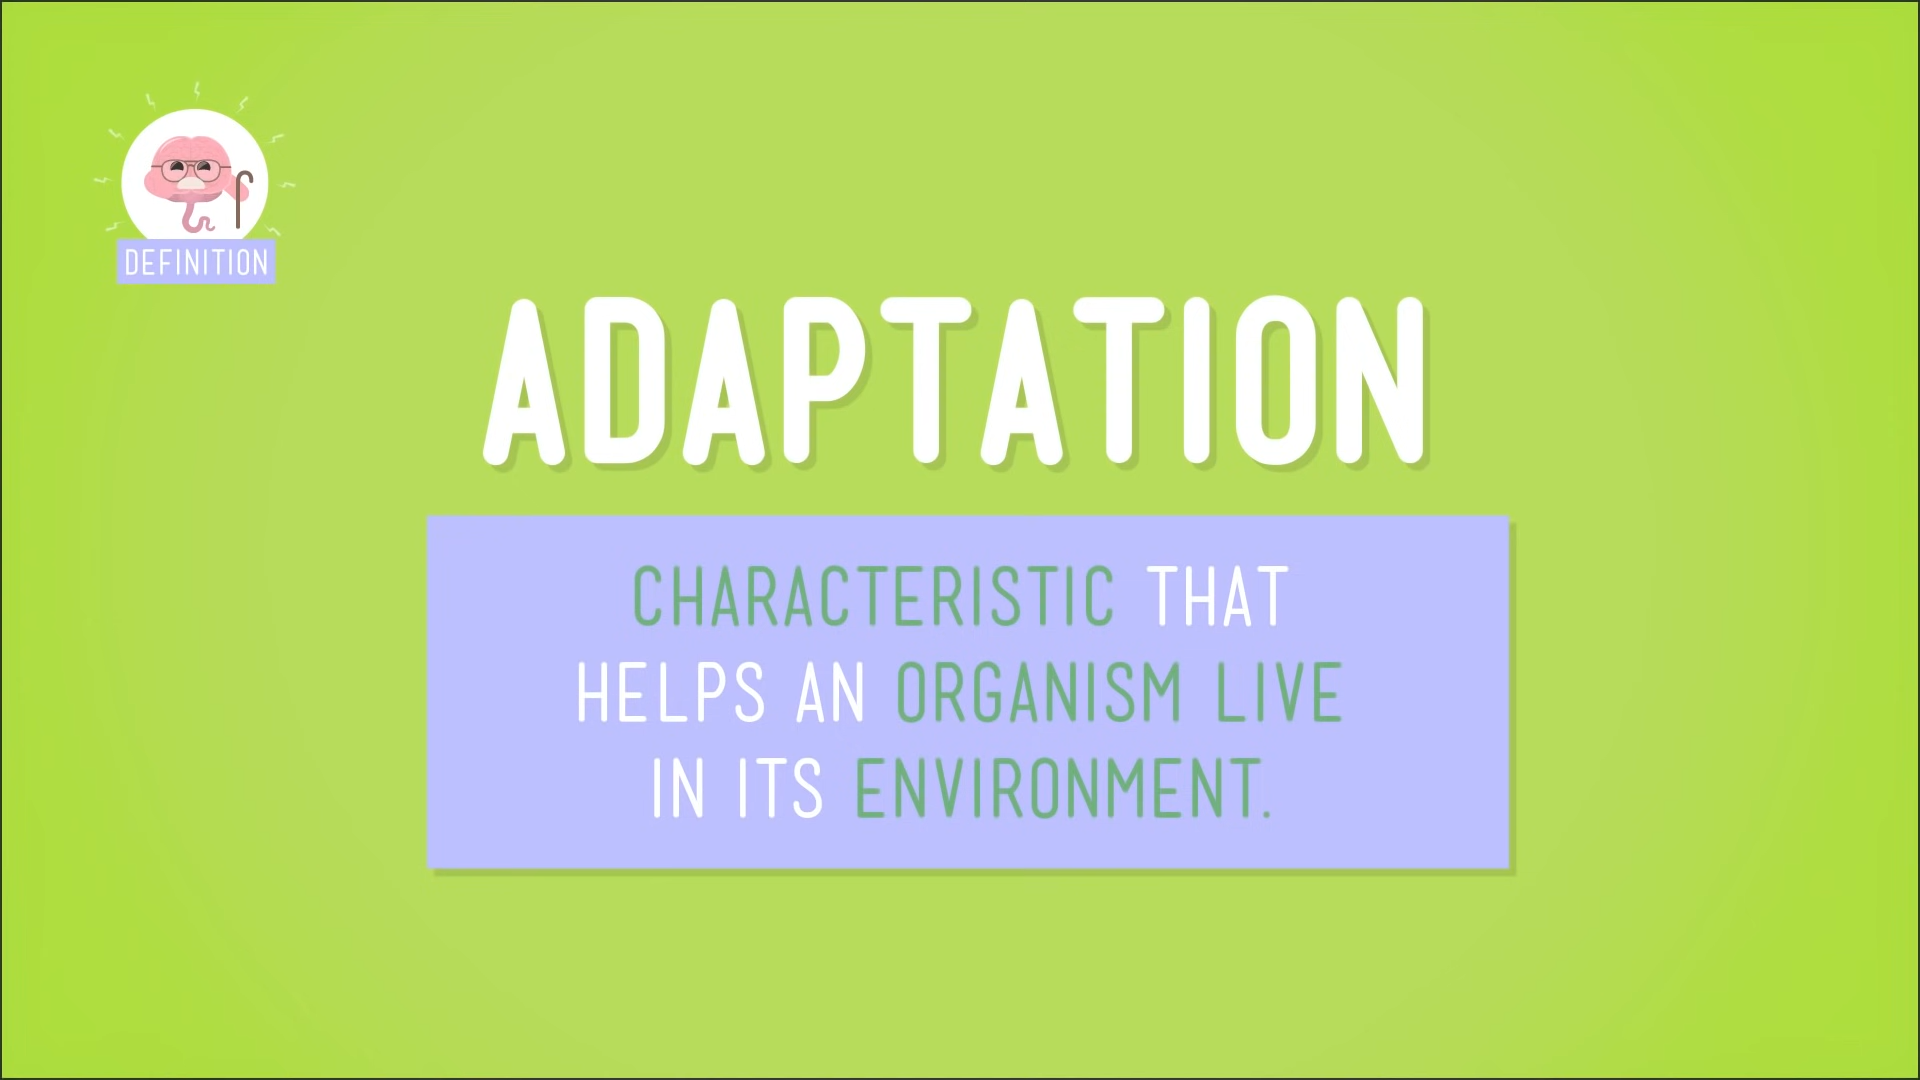 DEFINITION
ADAPTATION
CHARACTERISTIC THAT
HELPS AN ORGANISM LIVE
IN ITS ENVIRONMENT.